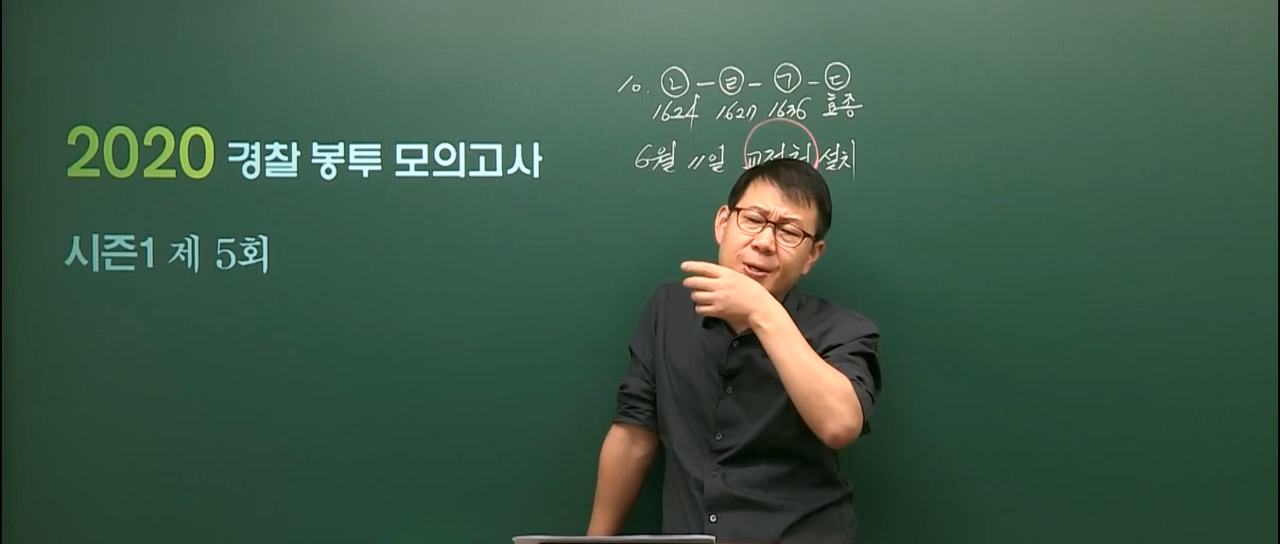 2020 경찰 봉투 모의고사
시즌1 제 5회
10. ㉡ - ㉣ - ㉠ - ㉢
1624 1627 1636 효종
6월 11일 교정청 설치